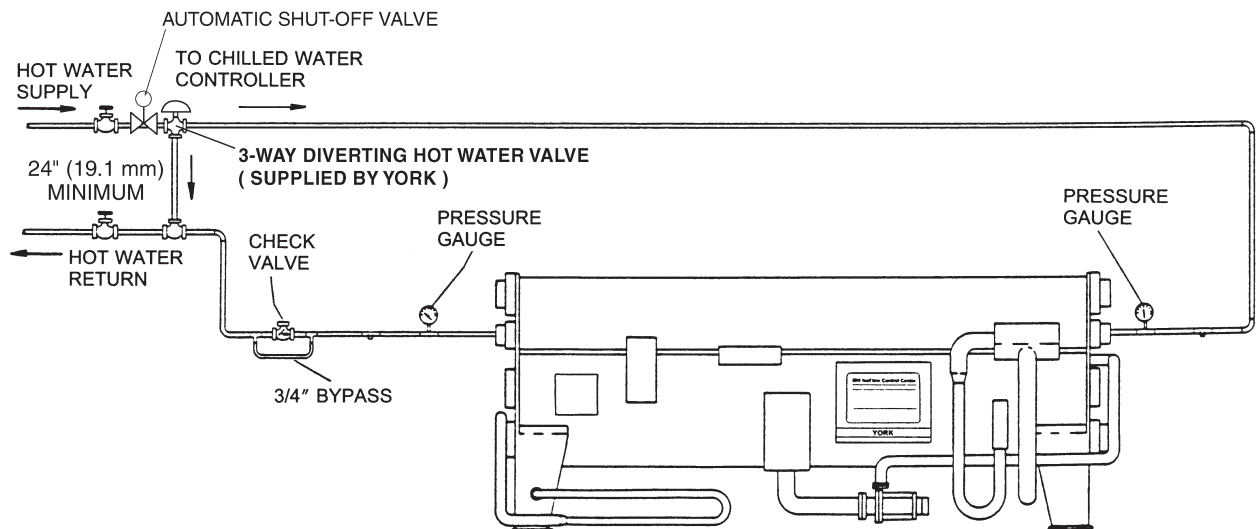 AUTOMATIC SHUT-OFF VALVE
HOT WATER
SUPPLY
TO CHILLED WATER
CONTROLLER
3-WAY DIVERTING HOT WATER VALVE
( SUPPLIED BY YORK )
24" (19.1 mm)
MINIMUM
HOT WATER
RETURN
CHECK
VALVE
PRESSURE
GAUGE
PRESSURE
GAUGE
3/4" BYPASS
Control Center
YORK